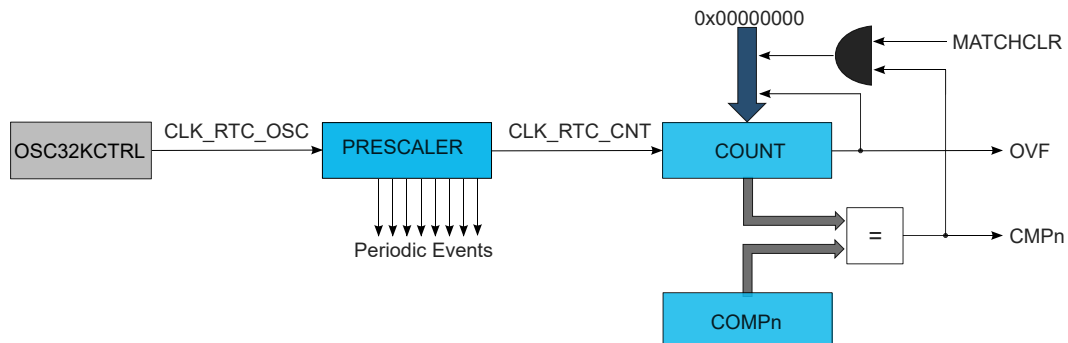 0x00000000
MATCHCLR
OSC32KCTRL
CLK_RTC_OSC
PRESCALER
CLK_RTC_CNT
COUNT
OVF
Periodic Events
=
CMPn
COMPn